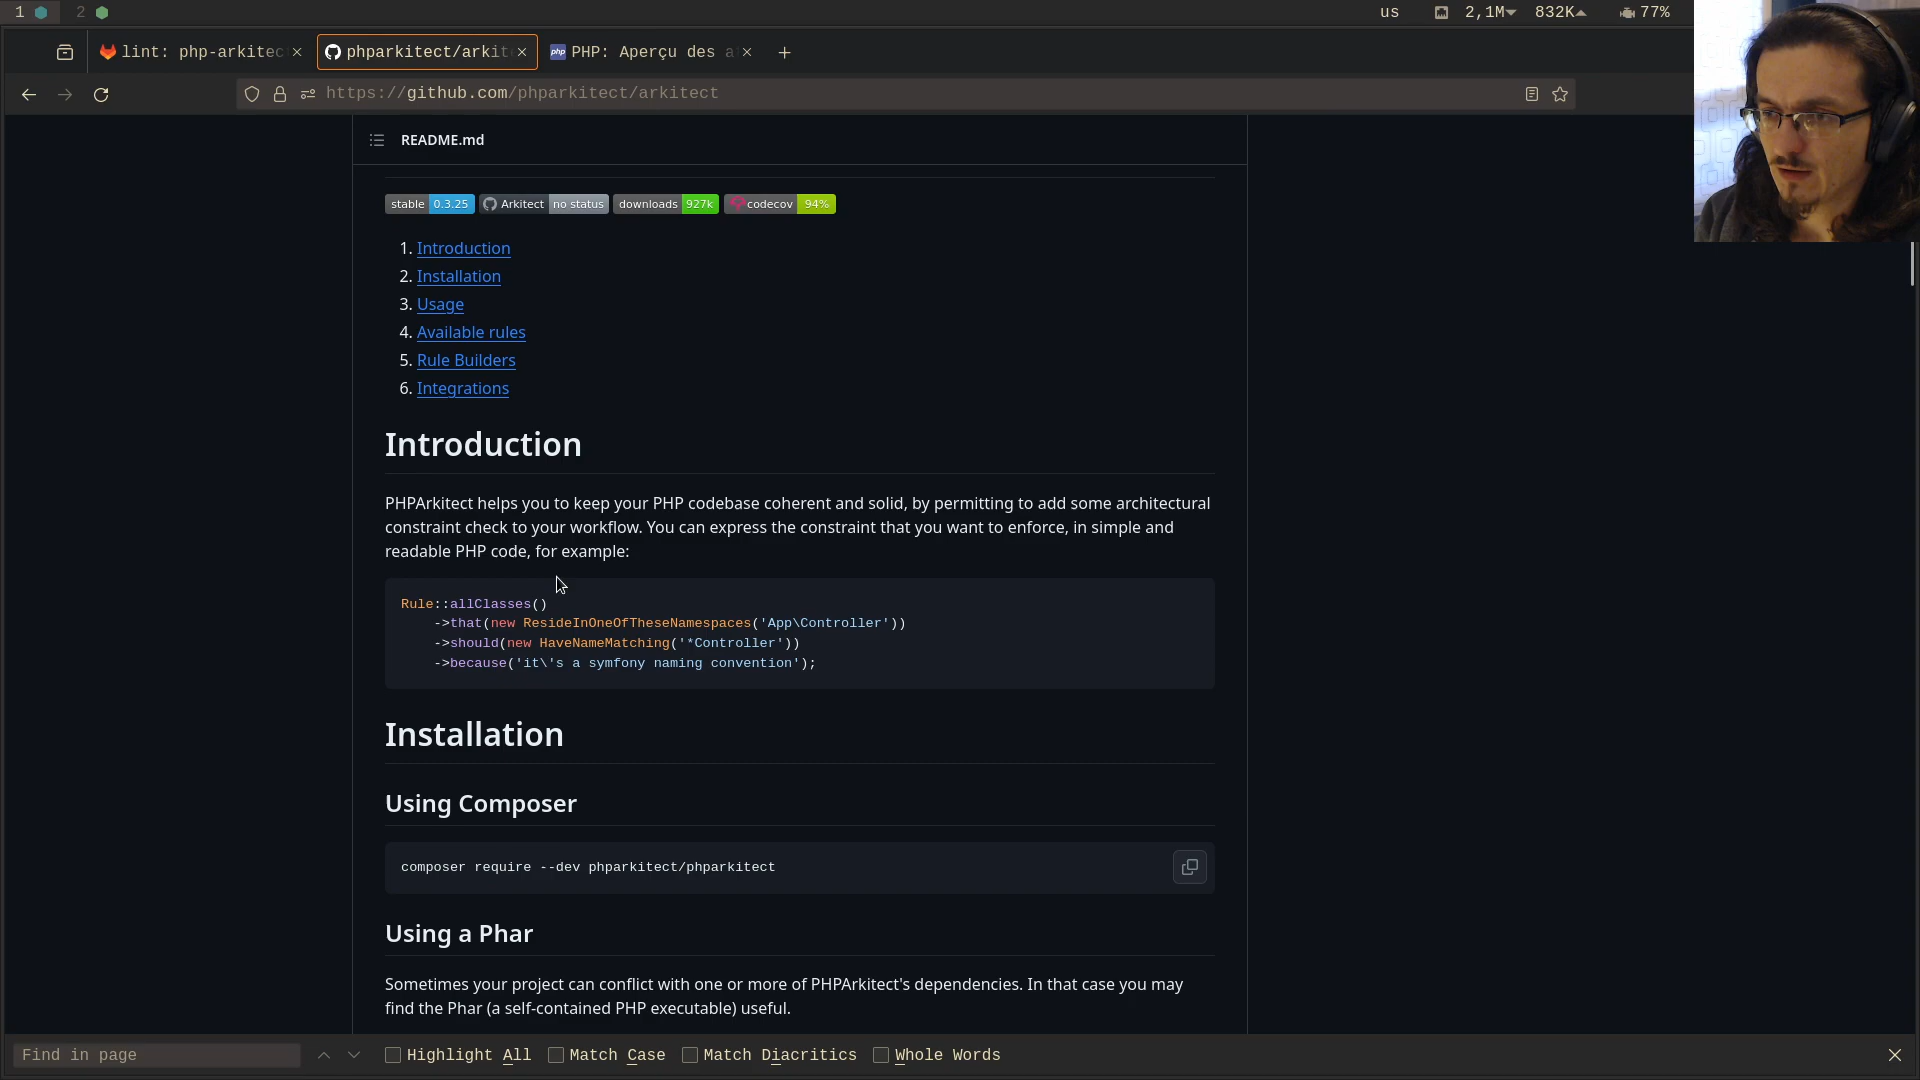 1
2
us
2,1M
832K
77%
lint: php-arkitec
phparkitect/arkit
php
PHP: Aperçu des a
https://github.com/phparkitect/arkitect
README.md
stable 0.3.25
Arkitect no status
downloads 927k
codecov 94%
1. Introduction
2. Installation
3. Usage
4. Available rules
5. Rule Builders
6. Integrations
Introduction
PHPArkitect helps you to keep your PHP codebase coherent and solid, by permitting to add some architectural
constraint check to your workflow. You can express the constraint that you want to enforce, in simple and
readable PHP code, for example:
Rule::allClasses()
->that(new ResideInOneOfTheseNamespaces('App\Controller'))
->should(new HaveNameMatching('*Controller'))
->because('it\'s a symfony naming convention');
Installation
Using Composer
composer require --dev phparkitect/phparkitect
Using a Phar
Sometimes your project can conflict with one or more of PHPArkitect's dependencies. In that case you may
find the Phar (a self-contained PHP executable) useful.
Find in page
Highlight All
Match Case
Match Diacritics
Whole Words